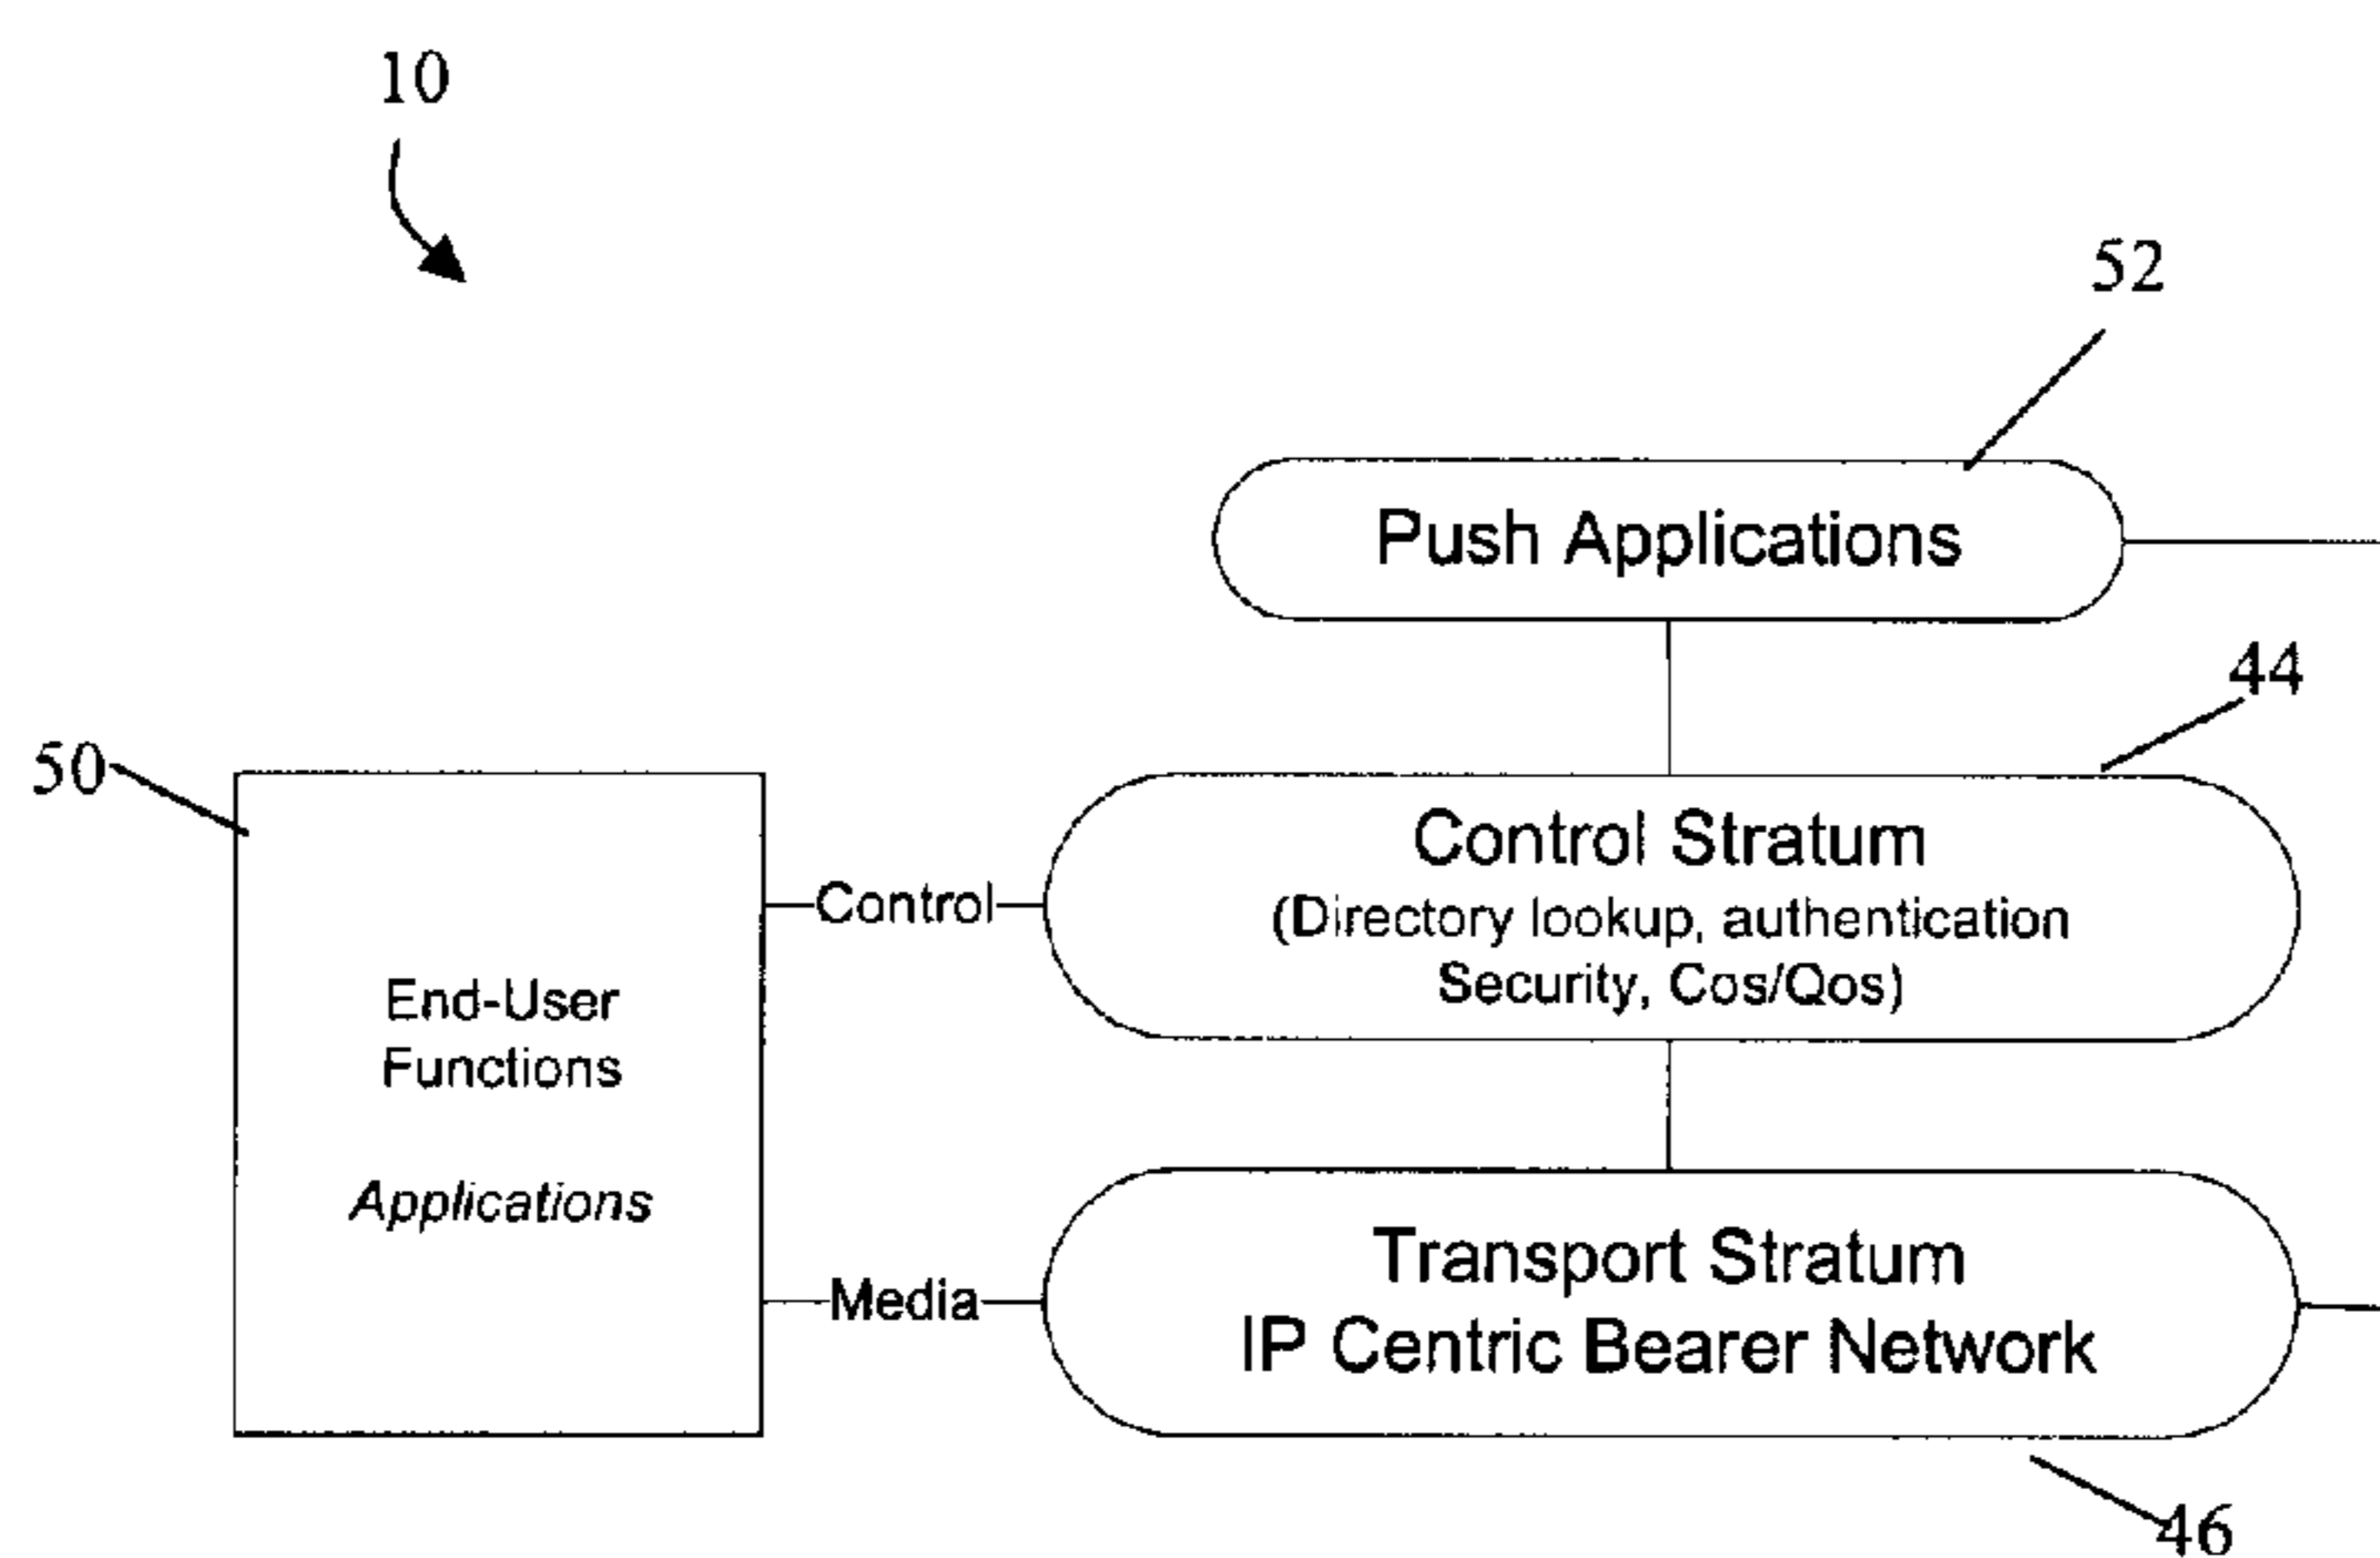 10
52
Push Applications
44
50
Control Stratum
(Directory lookup, authentication
Security, Cos/Qos)
Control
End-User
Functions
Applications
Transport Stratum
IP Centric Bearer Network
Media
46